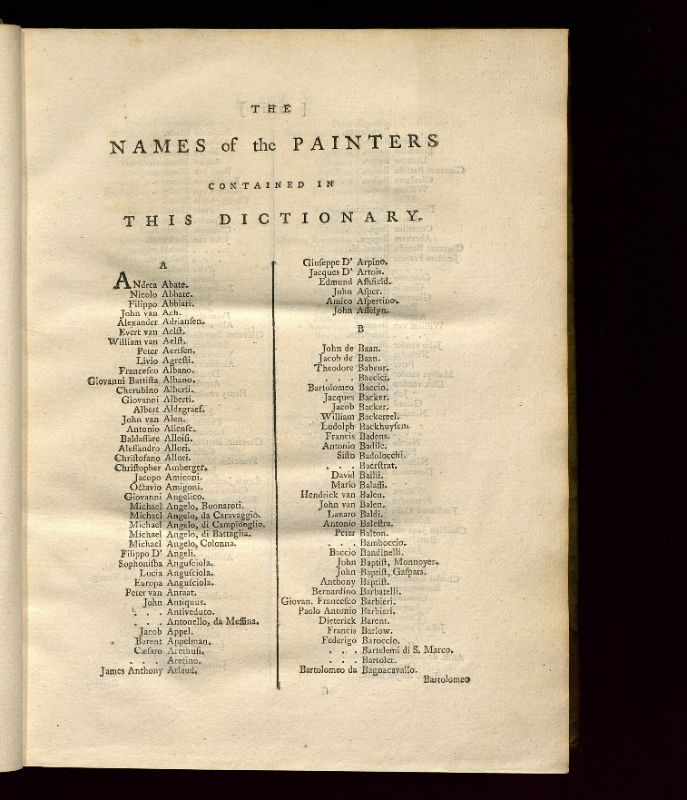 THE
NAMES of the PAINTERS
CONTAINED IN
THIS DICTIONARY.
A
ANdrea Abate.
Nicolo Abbate.
Filippo Abbiati.
John van Ach.
Alexander Adrianſen.
Evert van Aelſt.
William van Aelſt.
Peter Aertſen.
Livio Agreſti.
Franceſco Albano.
Giovanni Battiſta Albano.
Cherubino Alberti.
Giovanni Alberti.
Albert Aldegraef.
John van Alen.
Antonio Alienſe.
Baldaſſare Alloiſi.
Aleſſandro Allori.
Chriſtofano Allori.
Chriſtopher Amberger.
Jacopo Amiconi.
Octavio Amigoni.
Giovanni Angelico.
Michael Angelo, Buonaroti.
Michael Angelo, da Caravaggio.
Michael Angelo, di Campidoglio.
Michael Angelo, di Battaglia.
Michael Angelo, Colonna.
Filippo D' Angeli.
Sophoniſba Anguſciola.
Lucia Anguſciola.
Europa Anguſciola.
Peter van Anraat.
John Antiquus.
. . . Antiveduto.
. . . Antonello, da Meſſina.
Jacob Appel.
Barent Appelman.
Cæſaro Arethuſi.
. . . Aretino.
James Anthony Arlaud.
Giuſeppe D' Arpino.
Jacques D' Artois.
Edmund Aſhfield.
John Aſper.
Amico Aſpertino.
John Aſſelyn.
B
John de Baan.
Jacob de Baan.
Theodore Babeur.
. . . Baccici.
Bartolomeo Baccio.
Jacques Backer.
Jacob Backer.
William Backereel.
Ludolph Backhuyſen.
Francis Badens.
Antonio Badile.
Siſto Badolocchi.
. . . Baerſtrat.
David Bailii.
Mario Balaſſi.
Hendrick van Balen.
John van Balen.
Lazaro Baldi.
Antonio Baleſtra.
Peter Balton.
. . . Bamboccio.
Baccio Bandinelli.
John Baptiſt, Monnoyer.
John Baptiſt, Gaſpars.
Anthony Baptiſt.
Bernardino Barbatelli.
Giovan. Franceſco Barbieri.
Paolo Antonio Barbieri.
Dieterick Barent.
Francis Barlow.
Federigo Baroccio.
. . . Bartelemi di S. Marco.
. . . Bartolet.
Bartolomeo da Bagnacavallo.
Bartolomeo